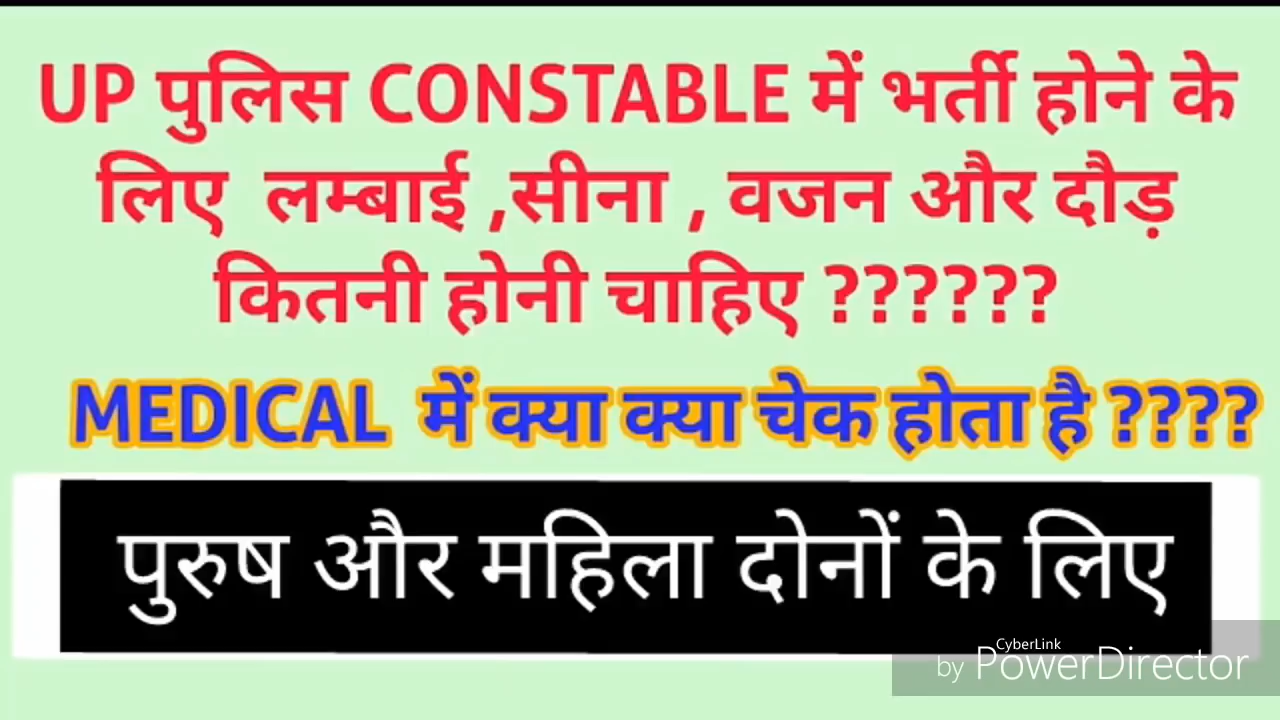 UP पुलिस CONSTABLE में भर्ती होने के
लिए लम्बाई ,सीना , वजन और दौड़
कितनी होनी चाहिए ??????
MEDICAL में क्या क्या चेक होता है ????
पुरुष और महिला दोनों के लिए
CyberLink
by PowerDirector